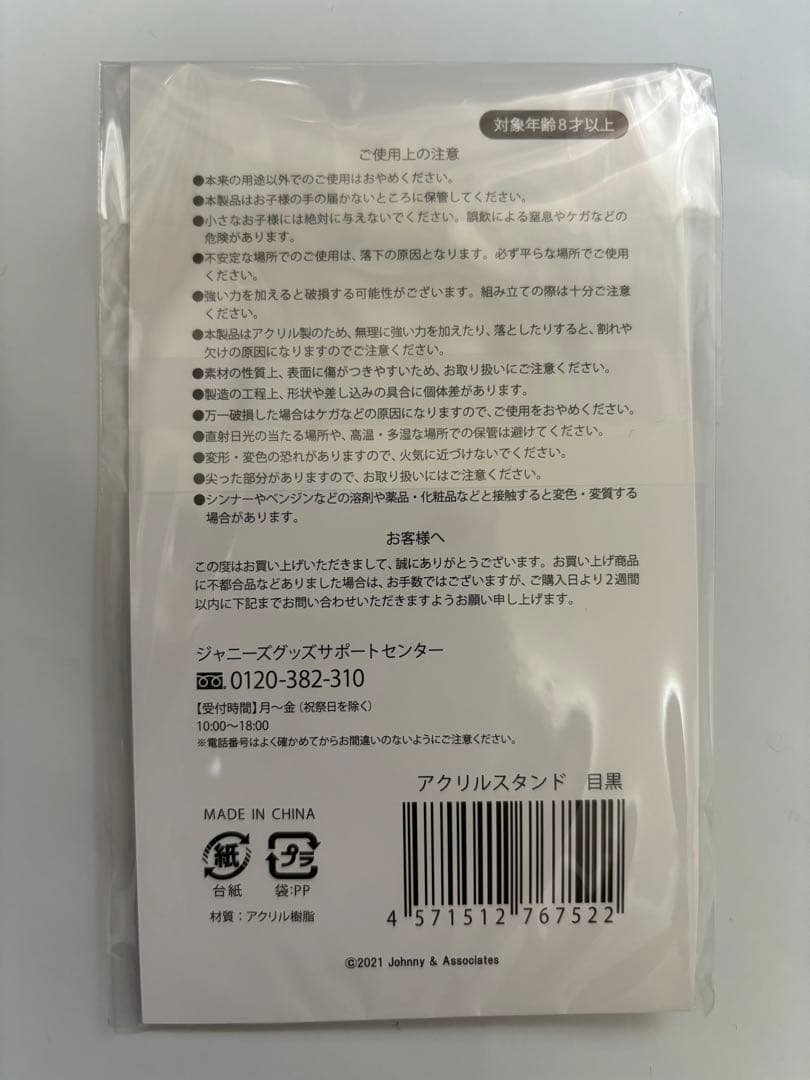 対象年齢8才以上
ご使用上の注意
●本来の用途以外でのご使用はおやめください。
●本製品はお子様の手の届かないところに保管してください。
●小さなお子様には絶対に与えないでください。誤飲による窒息やケガなどの
危険があります。
●不安定な場所でのご使用は、落下の原因となります。必ず平らな場所でご使用
ください。
●強い力を加えると破損する可能性がございます。組み立ての際は十分ご注意
ください。
●本製品はアクリル製のため、無理に強い力を加えたり、落としたりすると、割れや
欠けの原因になりますのでご注意ください。
●素材の性質上、表面に傷がつきやすいため、お取り扱いにご注意ください。
●製造の工程上、形状や差し込みの具合に個体差があります。
●万一破損した場合はケガなどの原因になりますので、ご使用をおやめください。
●直射日光の当たる場所や、高温・多湿な場所での保管は避けてください。
●変形・変色の恐れがありますので、火気に近づけないでください。
●尖った部分がありますので、お取り扱いにはご注意ください。
●シンナーやベンジンなどの溶剤や薬品・化粧品などと接触すると変色・変質する
場合があります。
お客様へ
この度はお買い上げいただきまして、誠にありがとうございます。お買い上げ商品
に不都合品などありました場合は、お手数ではございますが、ご購入日より2週間
以内に下記までお問い合わせいただきますようお願い申し上げます。
ジャニーズグッズサポートセンター
0120-382-310
【受付時間】月～金（祝祭日を除く）
10:00～18:00
※電話番号はよく確かめてからお間違いのないようにご注意ください。
アクリルスタンド 目黒
MADE IN CHINA
紙 プラ
台紙 袋:PP
材質：アクリル樹脂
4 571512 767522
©2021 Johnny & Associates